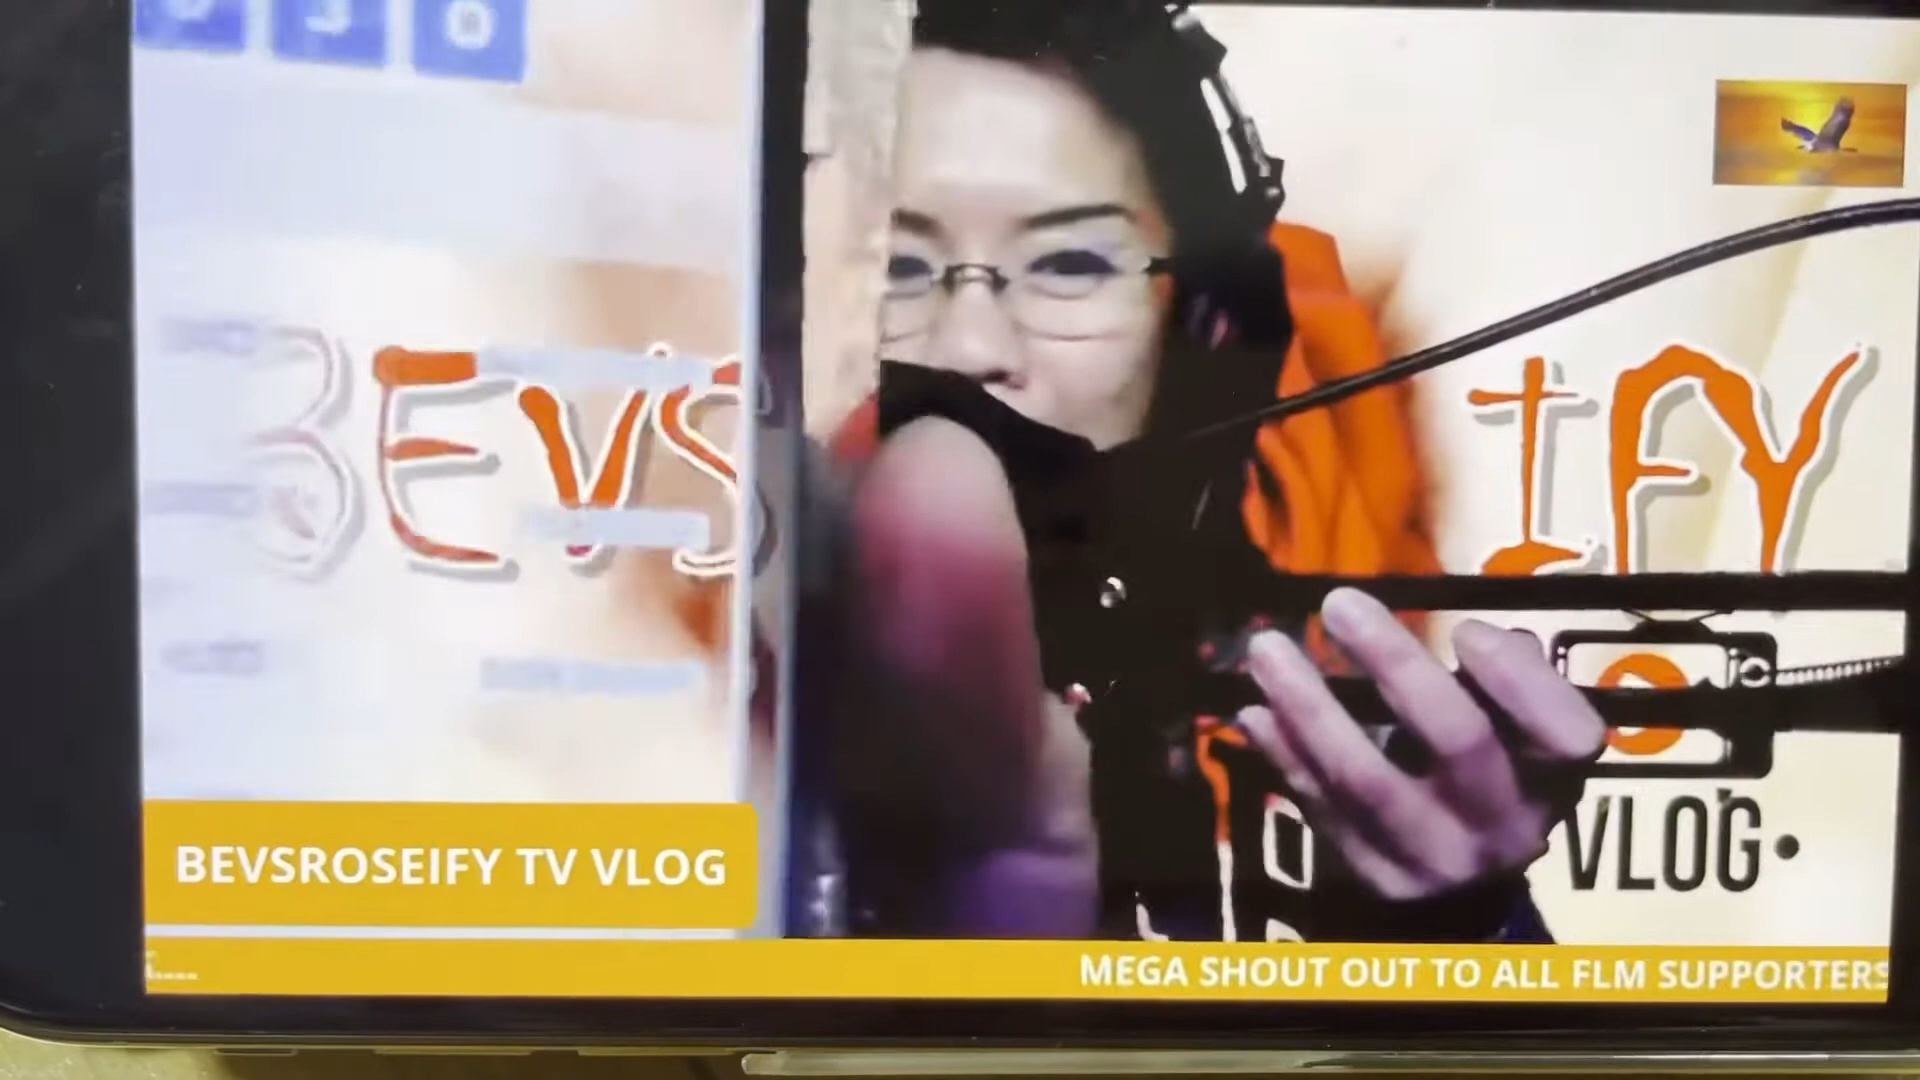 BEVS IFY
VLOG
BEVSROSEIFY TV VLOG
MEGA SHOUT OUT TO ALL FLM SUPPORTERS